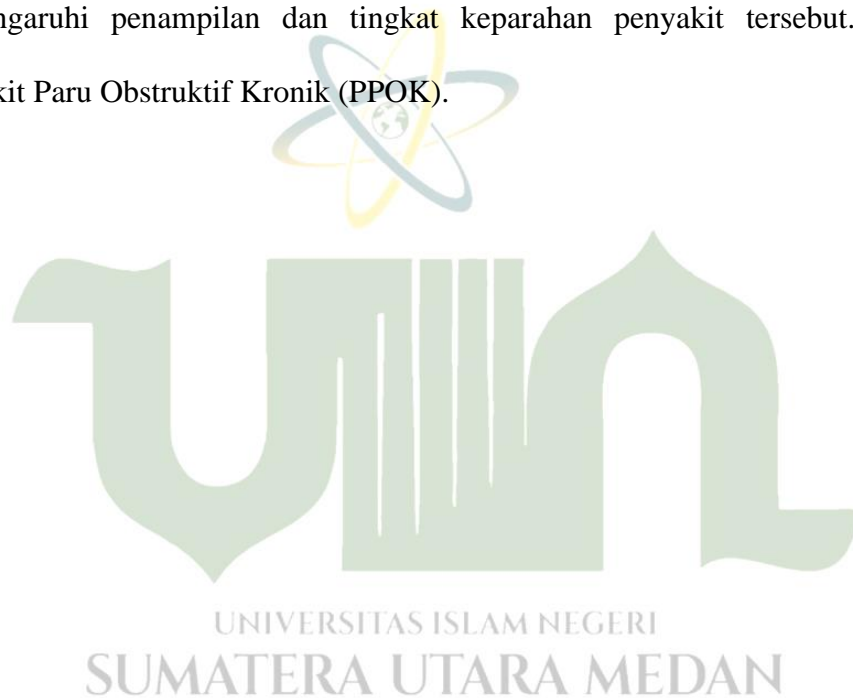 ngaruhi penampilan dan tingkat keparahan penyakit tersebut.
kit Paru Obstruktif Kronik (PPOK).
UNIVERSITAS ISLAM NEGERI
SUMATERA UTARA MEDAN